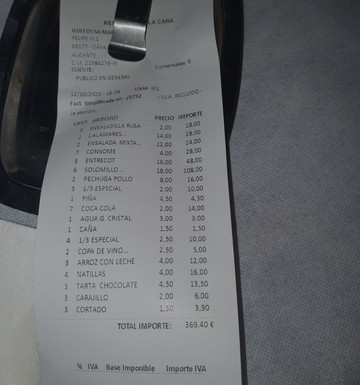 LA CAÑA
ILDEFONSA
FELIPE
ALICANTE
CLIENTE:
PUBLICO EN GENERAL
Comensales:
Mesa
Fact. Simplificada
* I.V.A. INCLUIDO *
Le atendió:
PRECIO IMPORTE
ENSALADILLA RUSA 2,00 18,00
CALAMARES... 14,00 28,00
2 ENSALADA MIXTA... 12,00 24,00
7 CONSOME 4,00 28,00
3 ENTRECOT 16,00 48,00
6 SOLOMILLO... 18,00 108,00
2 PECHUGA POLLO 8,00 16,00
5 1/3 ESPECIAL 2,00 10,00
1 PIÑA 4,50 4,50
7 COCA COLA 2,00 14,00
1 AGUA G. CRISTAL 3,00 3,00
1 CAÑA 1,50 1,50
4 1/3 ESPECIAL 2,50 10,00
2 COPA DE VINO... 2,50 5,00
3 ARROZ CON LECHE 4,00 12,00
4 NATILLAS 4,00 16,00
3 TARTA CHOCOLATE 4,50 13,50
3 CARAJILLO 2,00 6,00
3 CORTADO 1,30 3,90
TOTAL IMPORTE: 369,40 €
% IVA Base Imponible Importe IVA